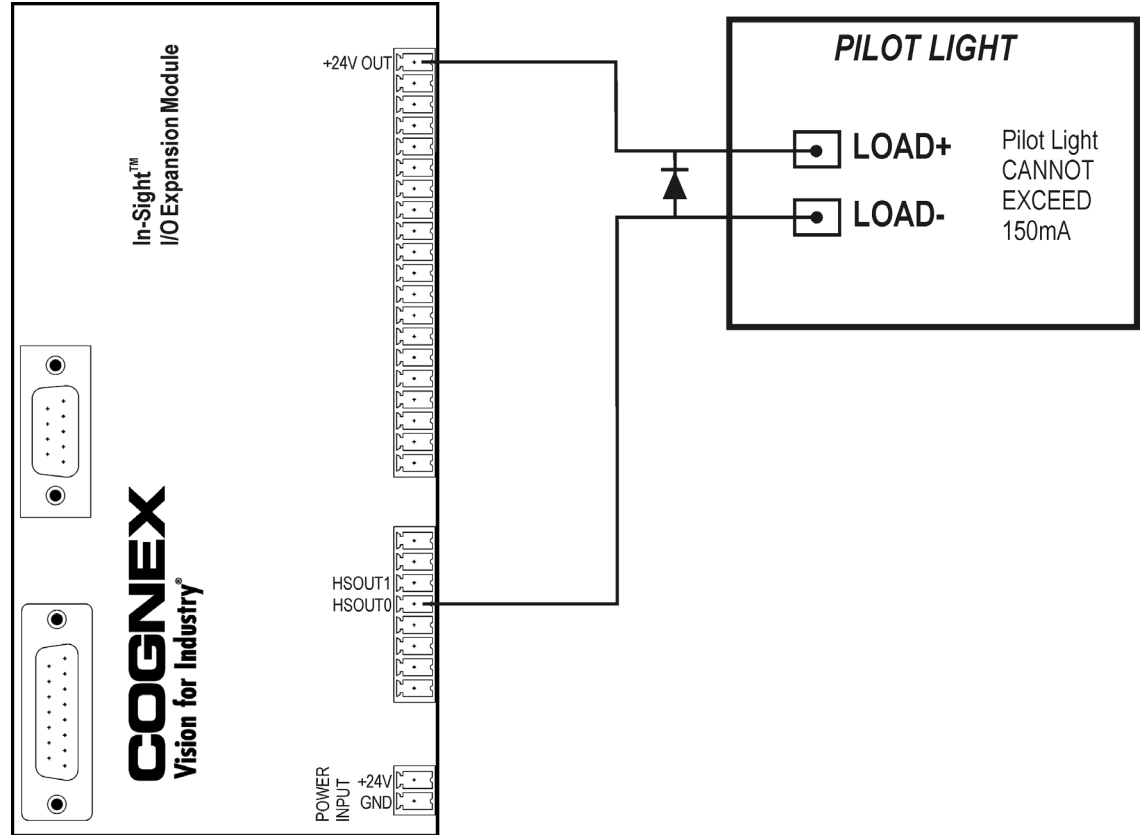 In-Sight™
I/O Expansion Module
+24V OUT
HSOUT1
HSOUT0
POWER
INPUT
+24V
GND
COGNEX
Vision for Industry®
PILOT LIGHT
LOAD+
LOAD-
Pilot Light
CANNOT
EXCEED
150mA